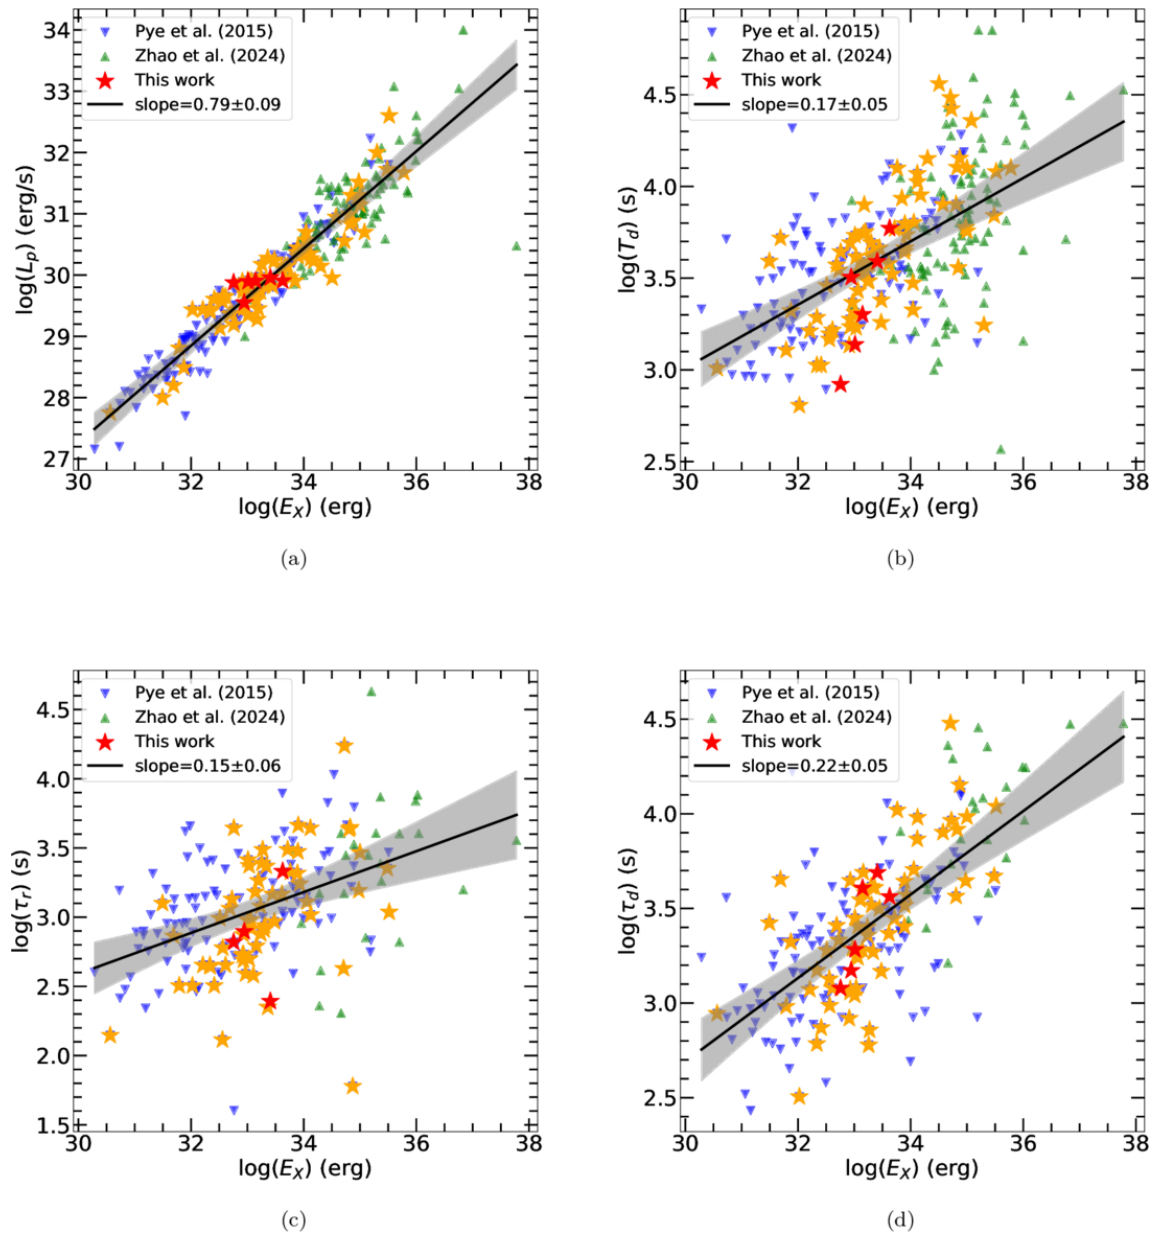 Pye et al. (2015)
Zhao et al. (2024)
This work
slope=0.79±0.09
34
33
32
31
30
29
28
27
log(Lₚ) (erg/s)
30 32 34 36 38
log(E_X) (erg)
(a)
Pye et al. (2015)
Zhao et al. (2024)
This work
slope=0.17±0.05
4.5
4.0
3.5
3.0
2.5
log(T_d) (s)
30 32 34 36 38
log(E_X) (erg)
(b)
Pye et al. (2015)
Zhao et al. (2024)
This work
slope=0.15±0.06
4.5
4.0
3.5
3.0
2.5
2.0
1.5
log(τ_r) (s)
30 32 34 36 38
log(E_X) (erg)
(c)
Pye et al. (2015)
Zhao et al. (2024)
This work
slope=0.22±0.05
4.5
4.0
3.5
3.0
2.5
log(τ_d) (s)
30 32 34 36 38
log(E_X) (erg)
(d)